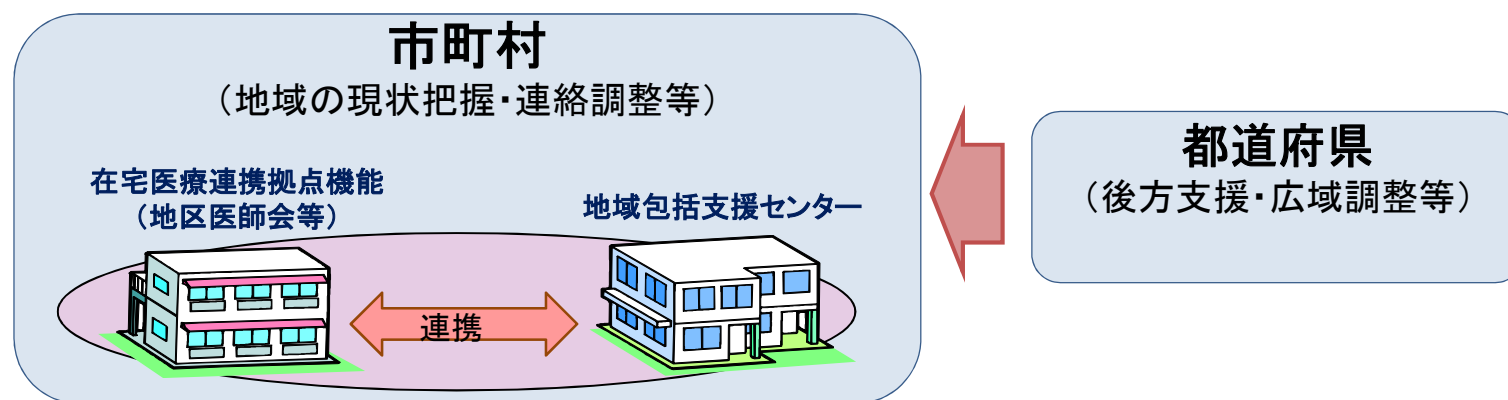 市町村
（地域の現状把握・連絡調整等）
在宅医療連携拠点機能
（地区医師会等）
地域包括支援センター
連携
都道府県
（後方支援・広域調整等）